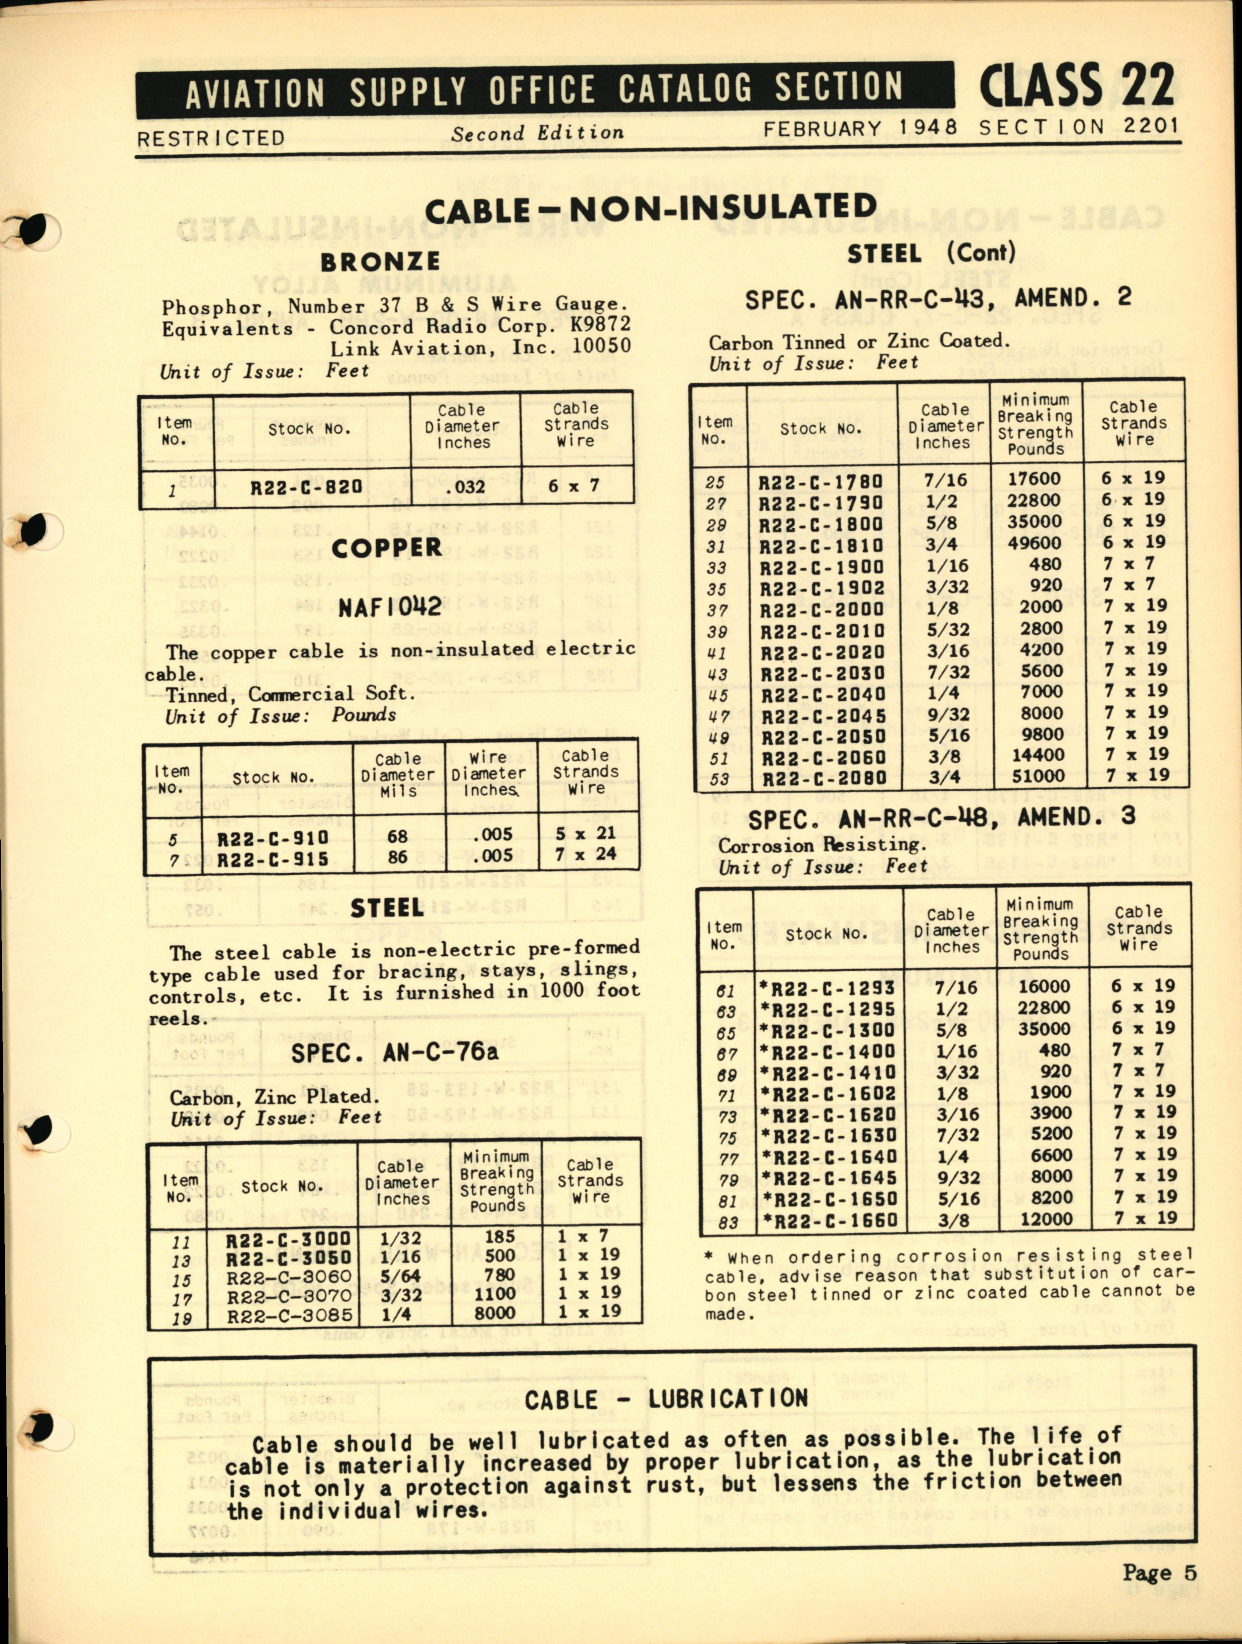 AVIATION SUPPLY OFFICE CATALOG SECTION CLASS 22
RESTRICTED Second Edition FEBRUARY 1948 SECTION 2201
CABLE—NON-INSULATED
BRONZE
Phosphor, Number 37 B & S Wire Gauge.
Equivalents - Concord Radio Corp. K9872
Link Aviation, Inc. 10050
Unit of Issue: Feet
Item No. Stock No. Cable Diameter Inches Cable Strands Wire
1 R22-C-820 .032 6 x 7
COPPER
NAF1042
The copper cable is non-insulated electric
cable.
Tinned, Commercial Soft.
Unit of Issue: Pounds
Item No. Stock No. Cable Diameter Mils Wire Diameter Inches Cable Strands Wire
5 R22-C-910 68 .005 5 x 21
7 R22-C-915 86 .005 7 x 24
STEEL
The steel cable is non-electric pre-formed
type cable used for bracing, stays, slings,
controls, etc. It is furnished in 1000 foot
reels.
SPEC. AN-C-76a
Carbon, Zinc Plated.
Unit of Issue: Feet
Item No. Stock No. Cable Diameter Inches Minimum Breaking Strength Pounds Cable Strands Wire
11 R22-C-3000 1/32 185 1 x 7
13 R22-C-3050 1/16 500 1 x 19
15 R22-C-3060 5/64 780 1 x 19
17 R22-C-3070 3/32 1100 1 x 19
19 R22-C-3085 1/4 8000 1 x 19
STEEL (Cont)
SPEC. AN-RR-C-43, AMEND. 2
Carbon Tinned or Zinc Coated.
Unit of Issue: Feet
Item No. Stock No. Cable Diameter Inches Minimum Breaking Strength Pounds Cable Strands Wire
25 R22-C-1780 7/16 17600 6 x 19
27 R22-C-1790 1/2 22800 6 x 19
29 R22-C-1800 5/8 35000 6 x 19
31 R22-C-1810 3/4 49600 6 x 19
33 R22-C-1900 1/16 480 7 x 7
35 R22-C-1902 3/32 920 7 x 7
37 R22-C-2000 1/8 2000 7 x 19
39 R22-C-2010 5/32 2800 7 x 19
41 R22-C-2020 3/16 4200 7 x 19
43 R22-C-2030 7/32 5600 7 x 19
45 R22-C-2040 1/4 7000 7 x 19
47 R22-C-2045 9/32 8000 7 x 19
49 R22-C-2050 5/16 9800 7 x 19
51 R22-C-2060 3/8 14400 7 x 19
53 R22-C-2080 3/4 51000 7 x 19
SPEC. AN-RR-C-48, AMEND. 3
Corrosion Resisting.
Unit of Issue: Feet
Item No. Stock No. Cable Diameter Inches Minimum Breaking Strength Pounds Cable Strands Wire
61 *R22-C-1293 7/16 16000 6 x 19
63 *R22-C-1295 1/2 22800 6 x 19
65 *R22-C-1300 5/8 35000 6 x 19
67 *R22-C-1400 1/16 480 7 x 7
69 *R22-C-1410 3/32 920 7 x 7
71 *R22-C-1602 1/8 1900 7 x 19
73 *R22-C-1620 3/16 3900 7 x 19
75 *R22-C-1630 7/32 5200 7 x 19
77 *R22-C-1640 1/4 6600 7 x 19
79 *R22-C-1645 9/32 8000 7 x 19
81 *R22-C-1650 5/16 8200 7 x 19
83 *R22-C-1660 3/8 12000 7 x 19
* When ordering corrosion resisting steel
cable, advise reason that substitution of car-
bon steel tinned or zinc coated cable cannot be
made.
CABLE - LUBRICATION
Cable should be well lubricated as often as possible. The life of
cable is materially increased by proper lubrication, as the lubrication
is not only a protection against rust, but lessens the friction between
the individual wires.
Page 5